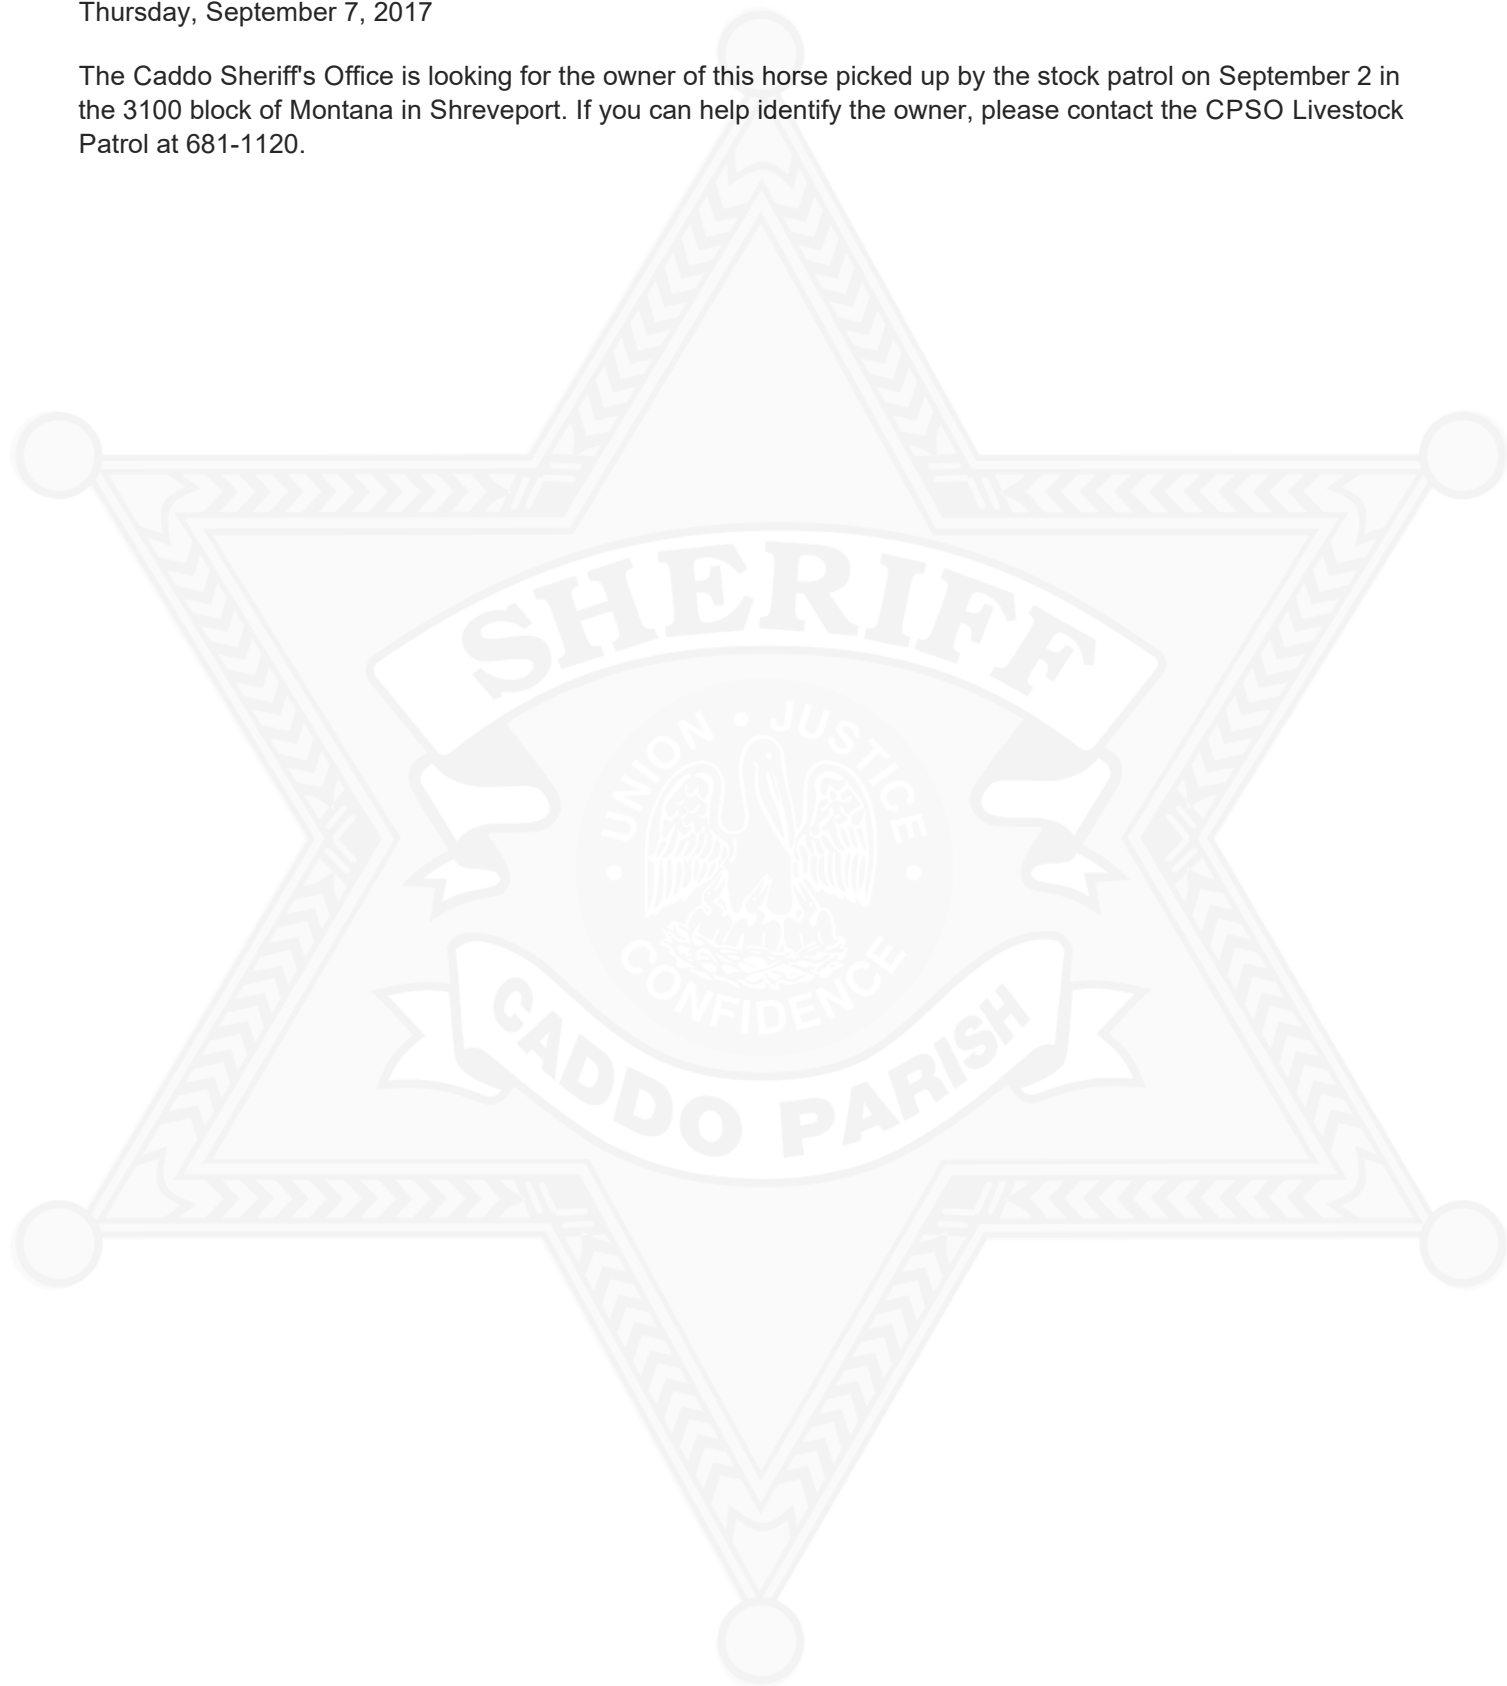 Thursday, September 7, 2017
The Caddo Sheriff's Office is looking for the owner of this horse picked up by the stock patrol on September 2 in
the 3100 block of Montana in Shreveport. If you can help identify the owner, please contact the CPSO Livestock
Patrol at 681-1120.
SHERIFF
UNION • JUSTICE
• CONFIDENCE •
CADDO PARISH